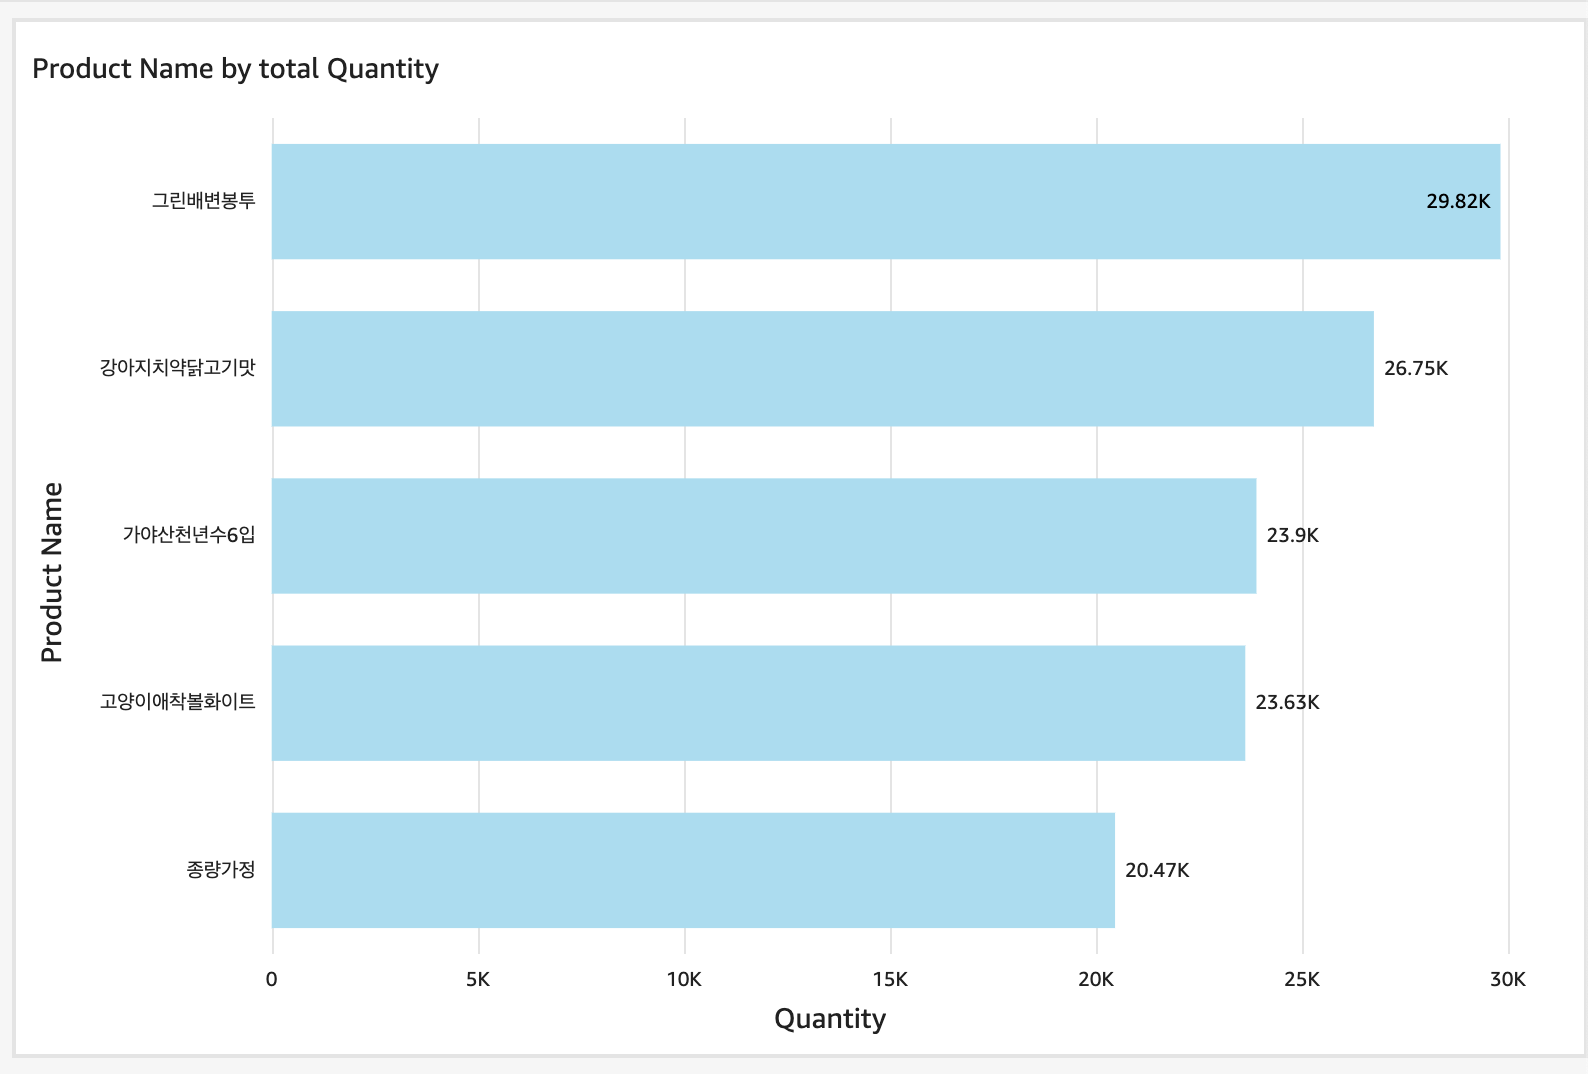 Product Name by total Quantity
그린배변봉투
29.82K
강아지치약닭고기맛
26.75K
가야산천년수6입
23.9K
고양이애착볼화이트
23.63K
종량가정
20.47K
Product Name
0 5K 10K 15K 20K 25K 30K
Quantity